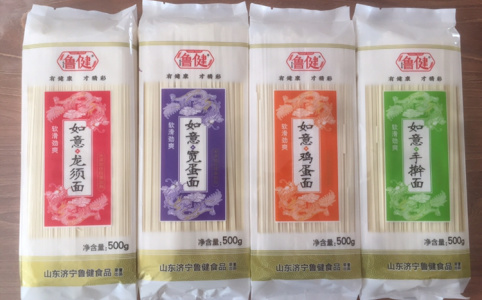 鲁健
有健康 才精彩
软滑劲爽
如意·龙须面
净含量:500g
山东济宁鲁健食品
鲁健
有健康 才精彩
软滑劲爽
如意·宽蛋面
净含量:500g
山东济宁鲁健食品
鲁健
有健康 才精彩
软滑劲爽
如意·鸡蛋面
净含量:500g
山东济宁鲁健食品
鲁健
有健康 才精彩
软滑劲爽
如意·手擀面
净含量:500g
山东济宁鲁健食品